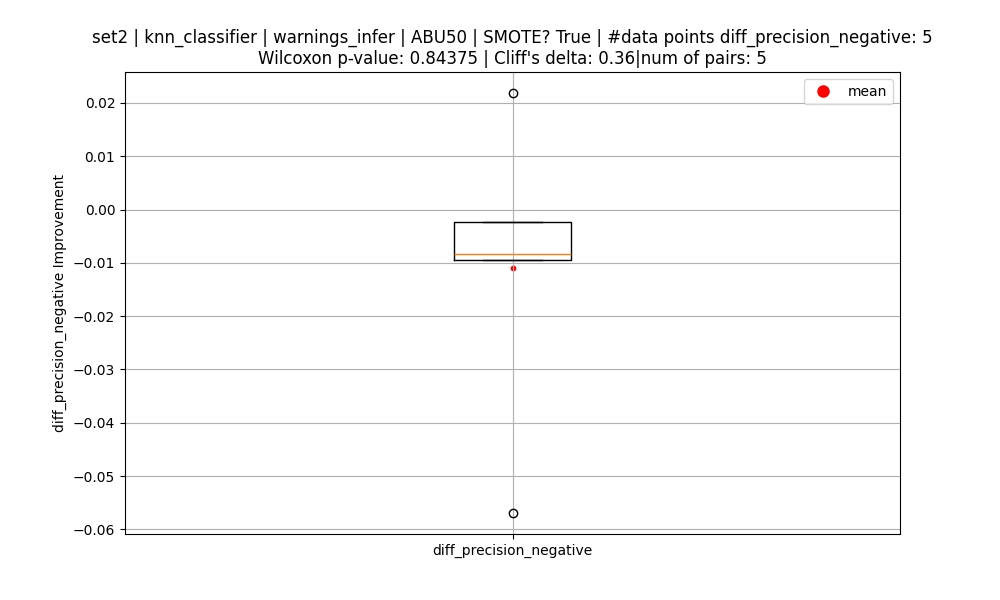 set2 | knn_classifier | warnings_infer | ABU50 | SMOTE? True | #data points diff_precision_negative: 5
Wilcoxon p-value: 0.84375 | Cliff's delta: 0.36|num of pairs: 5
mean
0.02
0.01
0.00
−0.01
−0.02
−0.03
−0.04
−0.05
−0.06
diff_precision_negative Improvement
diff_precision_negative